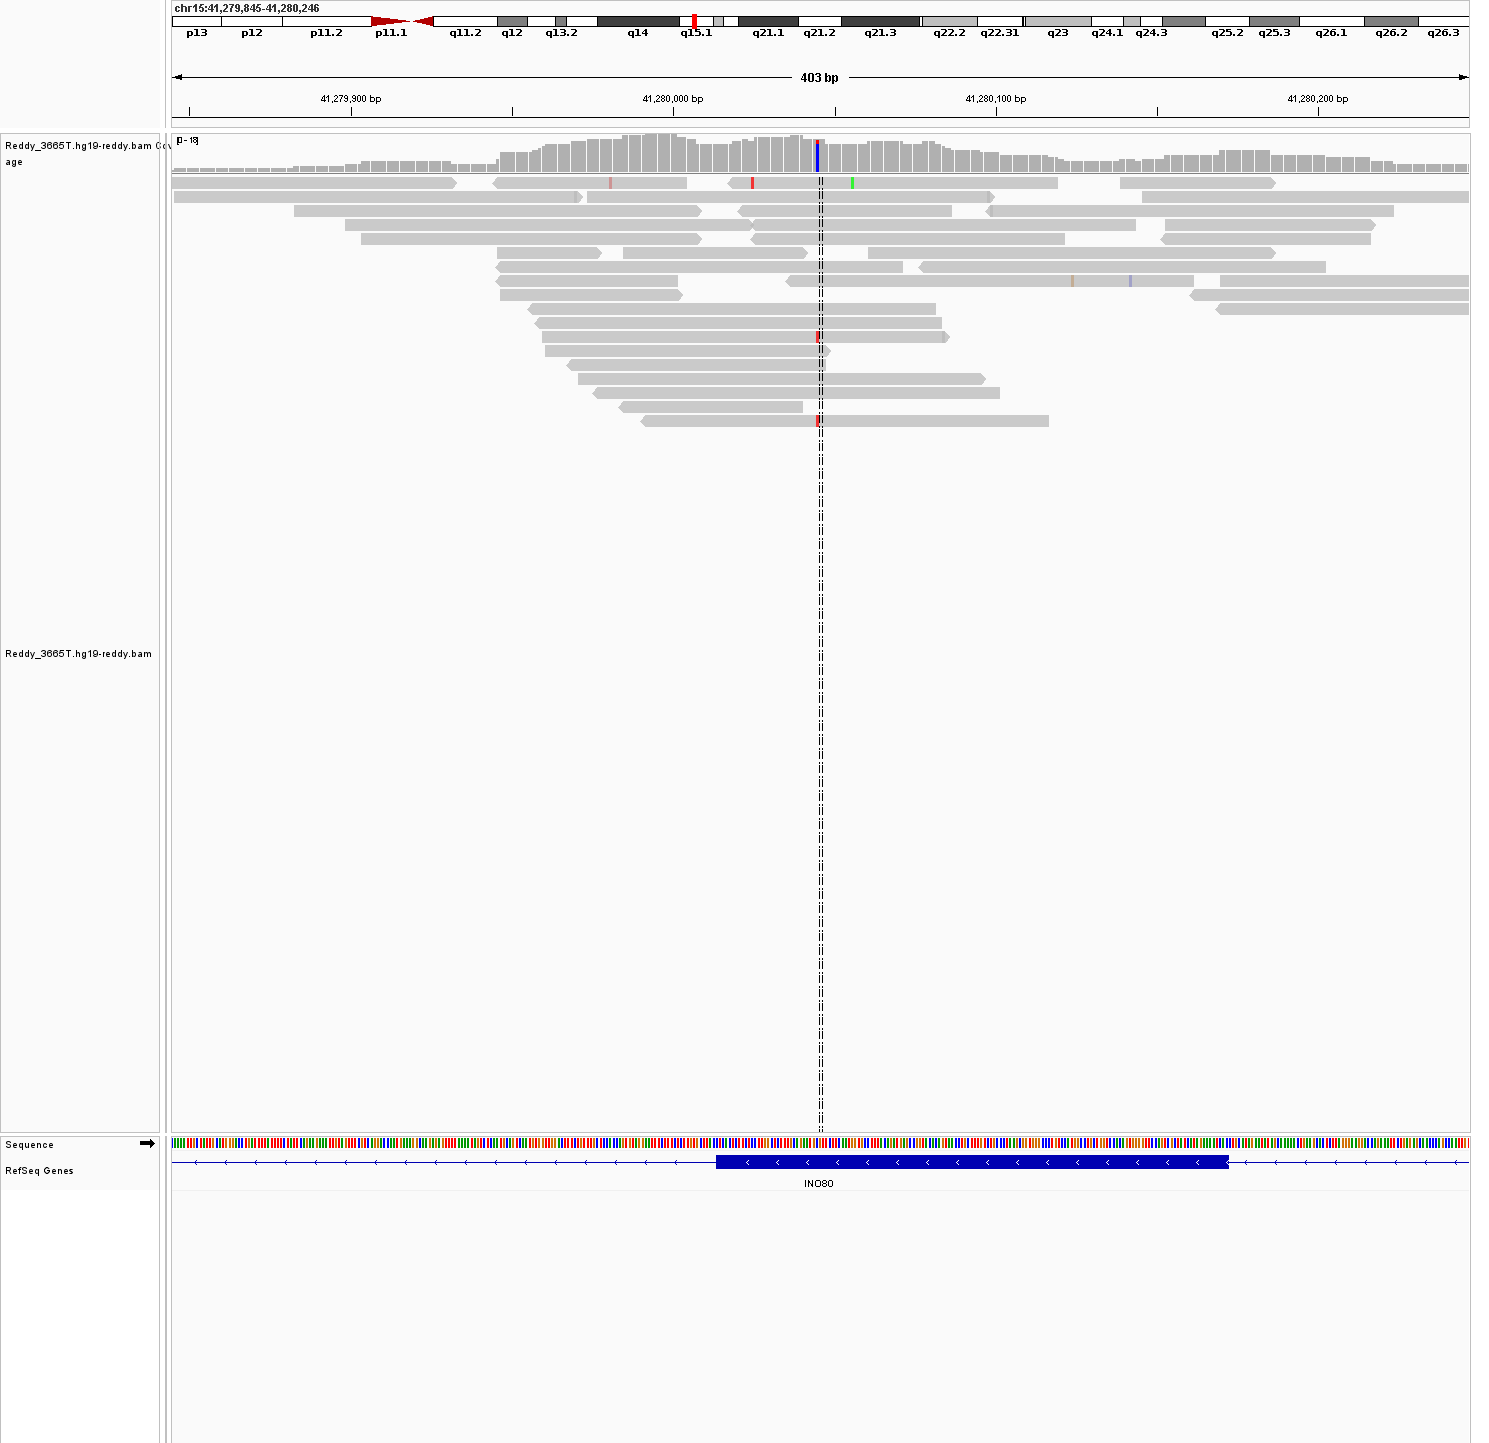 chr15:41,279,845-41,280,246
p13 p12 p11.2 p11.1 q11.2 q12 q13.2 q14 q15.1 q21.1 q21.2 q21.3 q22.2 q22.31 q23 q24.1 q24.3 q25.2 q25.3 q26.1 q26.2 q26.3
403 bp
41,279,900 bp 41,280,000 bp 41,280,100 bp 41,280,200 bp
[0 - 18]
Reddy_3665T.hg19-reddy.bam Cov
age
Reddy_3665T.hg19-reddy.bam
Sequence
RefSeq Genes
INO80